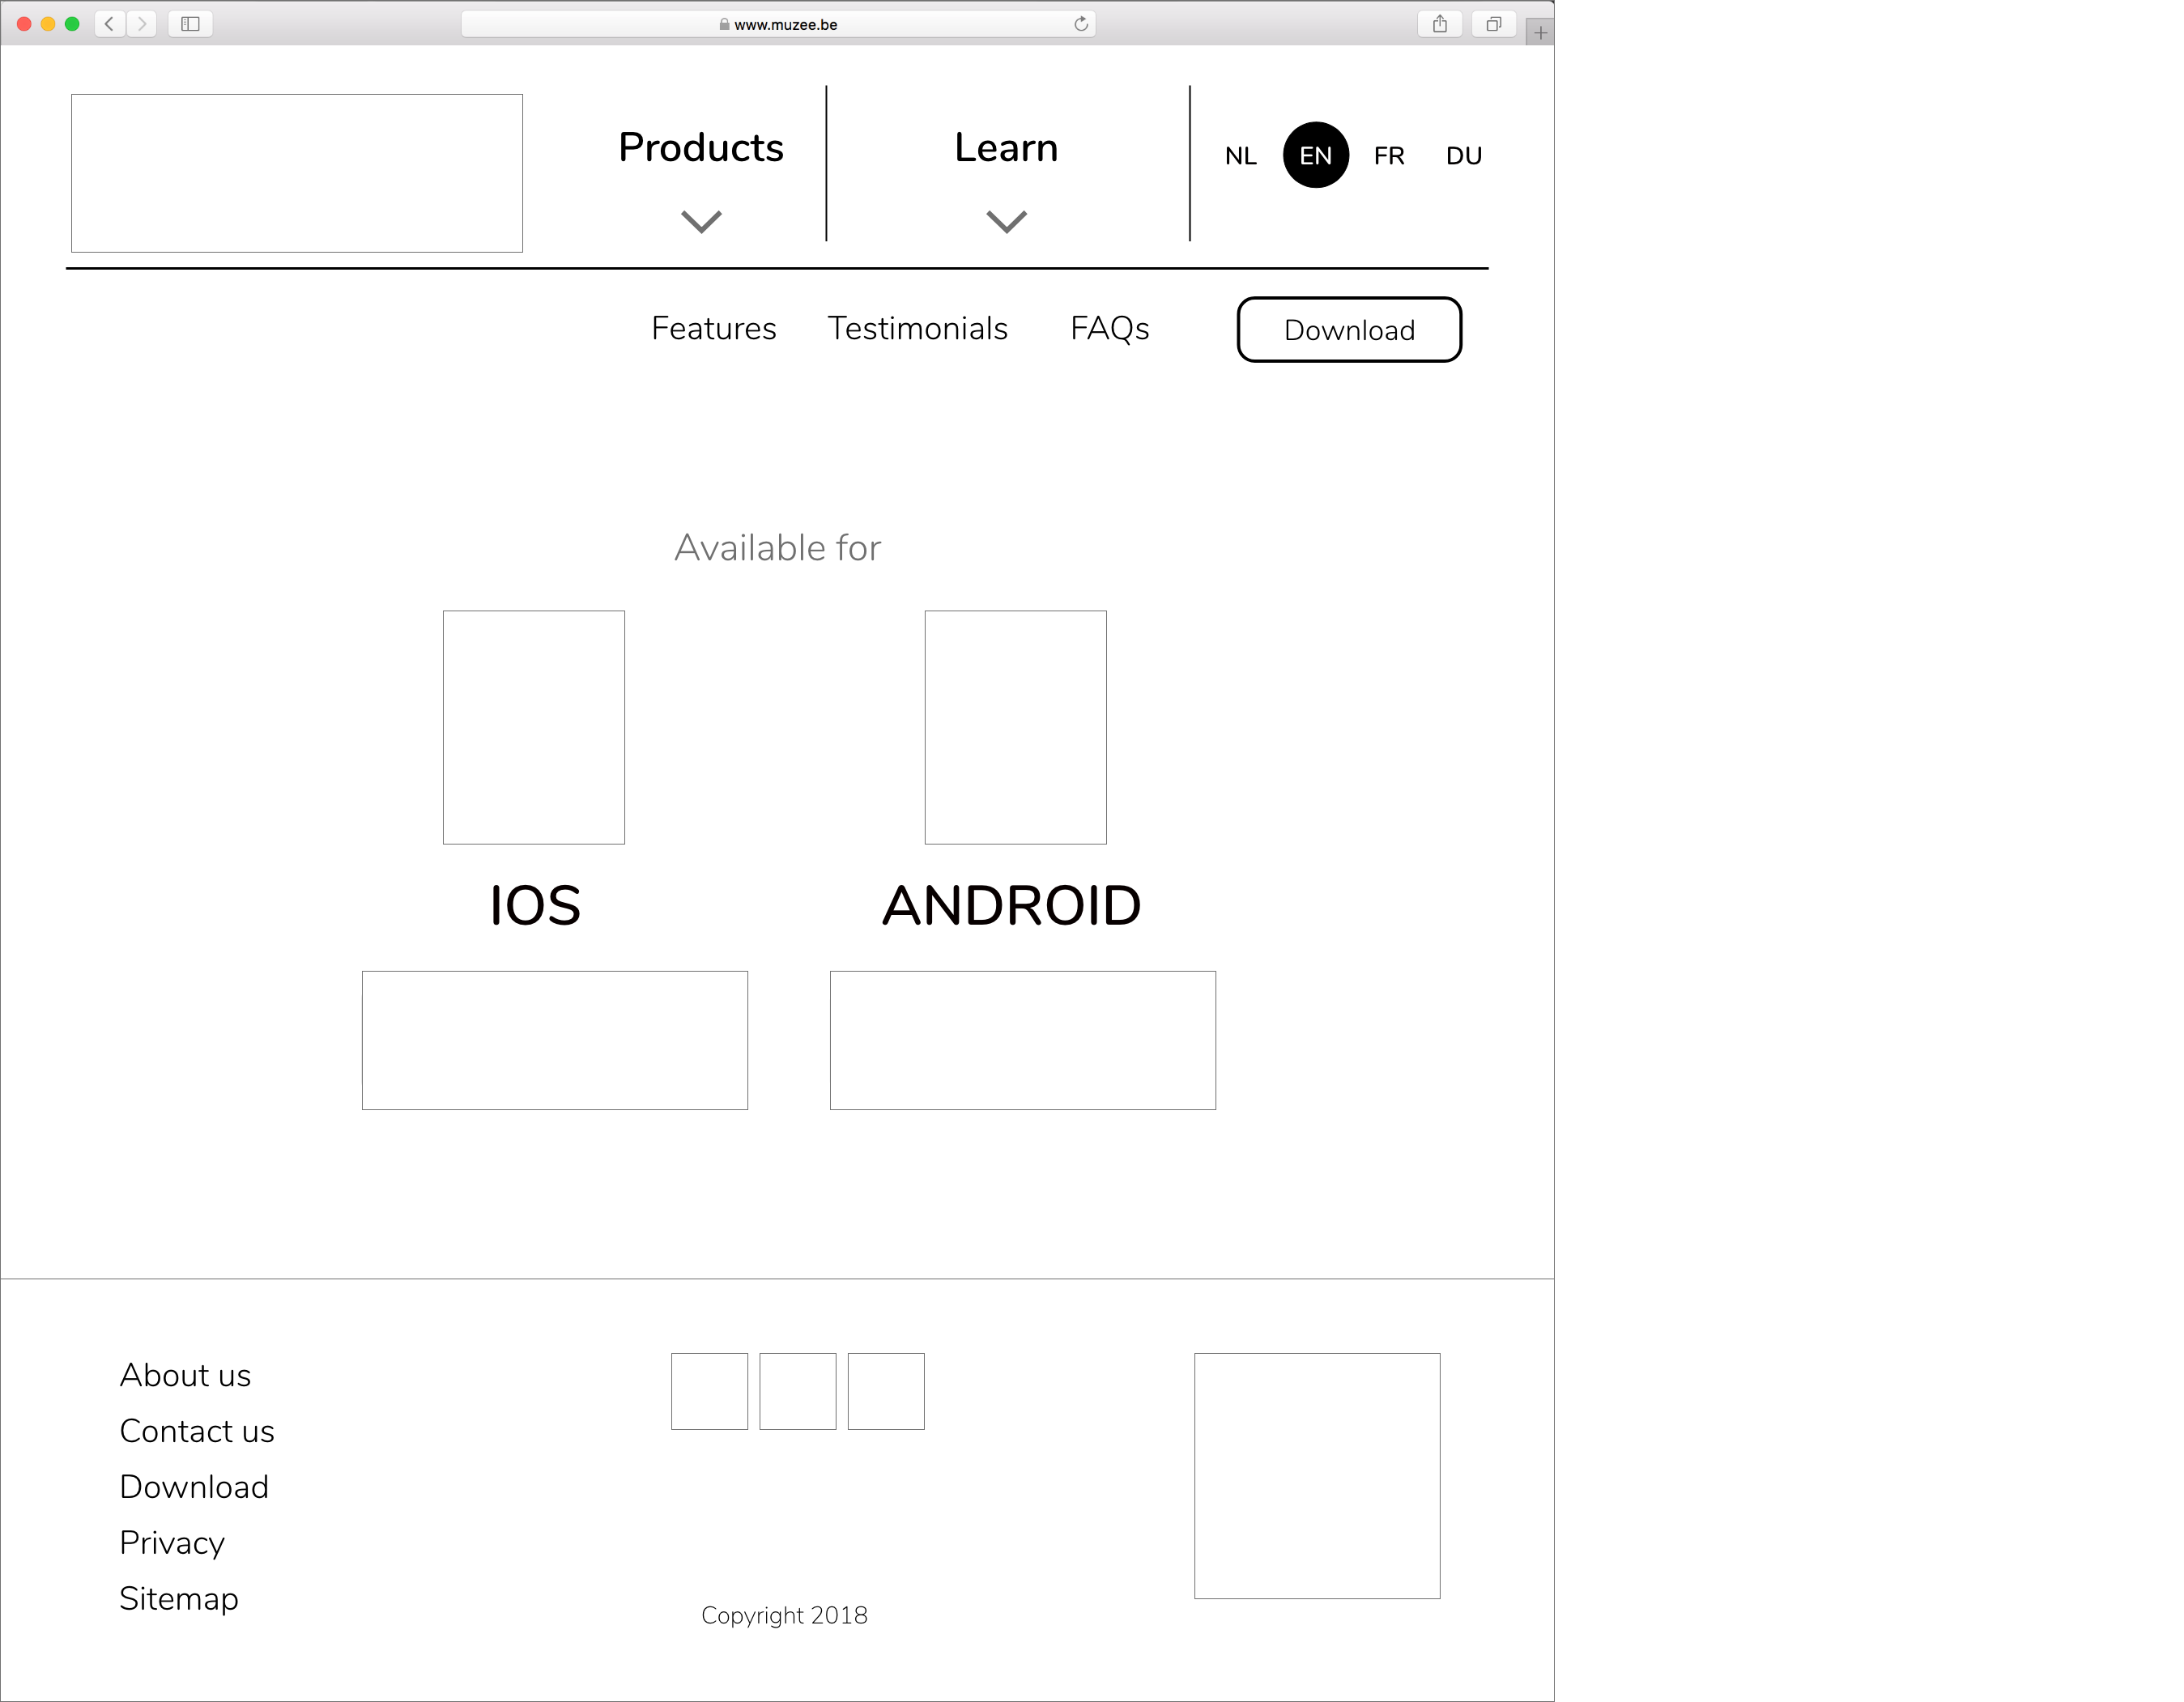 www.muzee.be
Products
Learn
NL EN FR DU
Features Testimonials FAQs Download
Available for
IOS
ANDROID
About us
Contact us
Download
Privacy
Sitemap
Copyright 2018